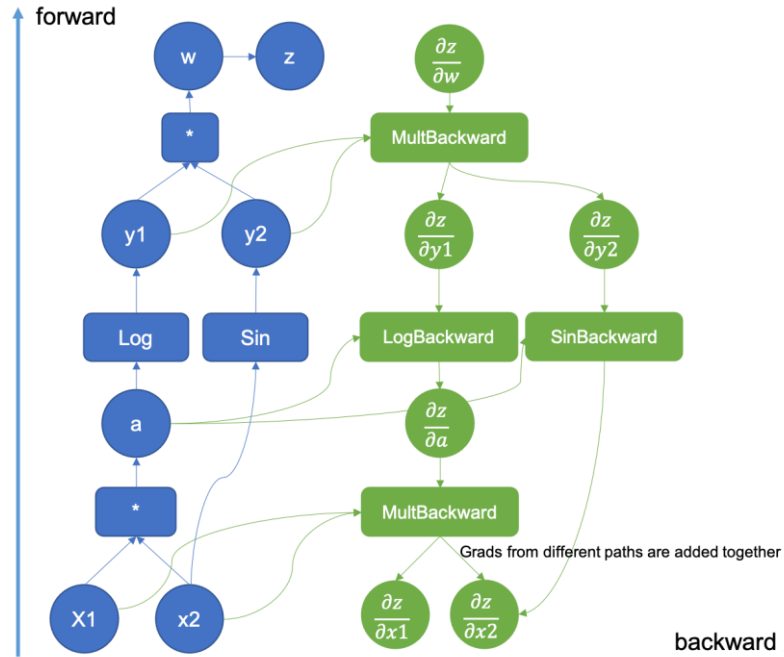 forward
w
z
∂z
∂w
*
MultBackward
y1
y2
∂z
∂y1
∂z
∂y2
Log
Sin
LogBackward
SinBackward
a
∂z
∂a
*
MultBackward
Grads from different paths are added together
X1
x2
∂z
∂x1
∂z
∂x2
backward